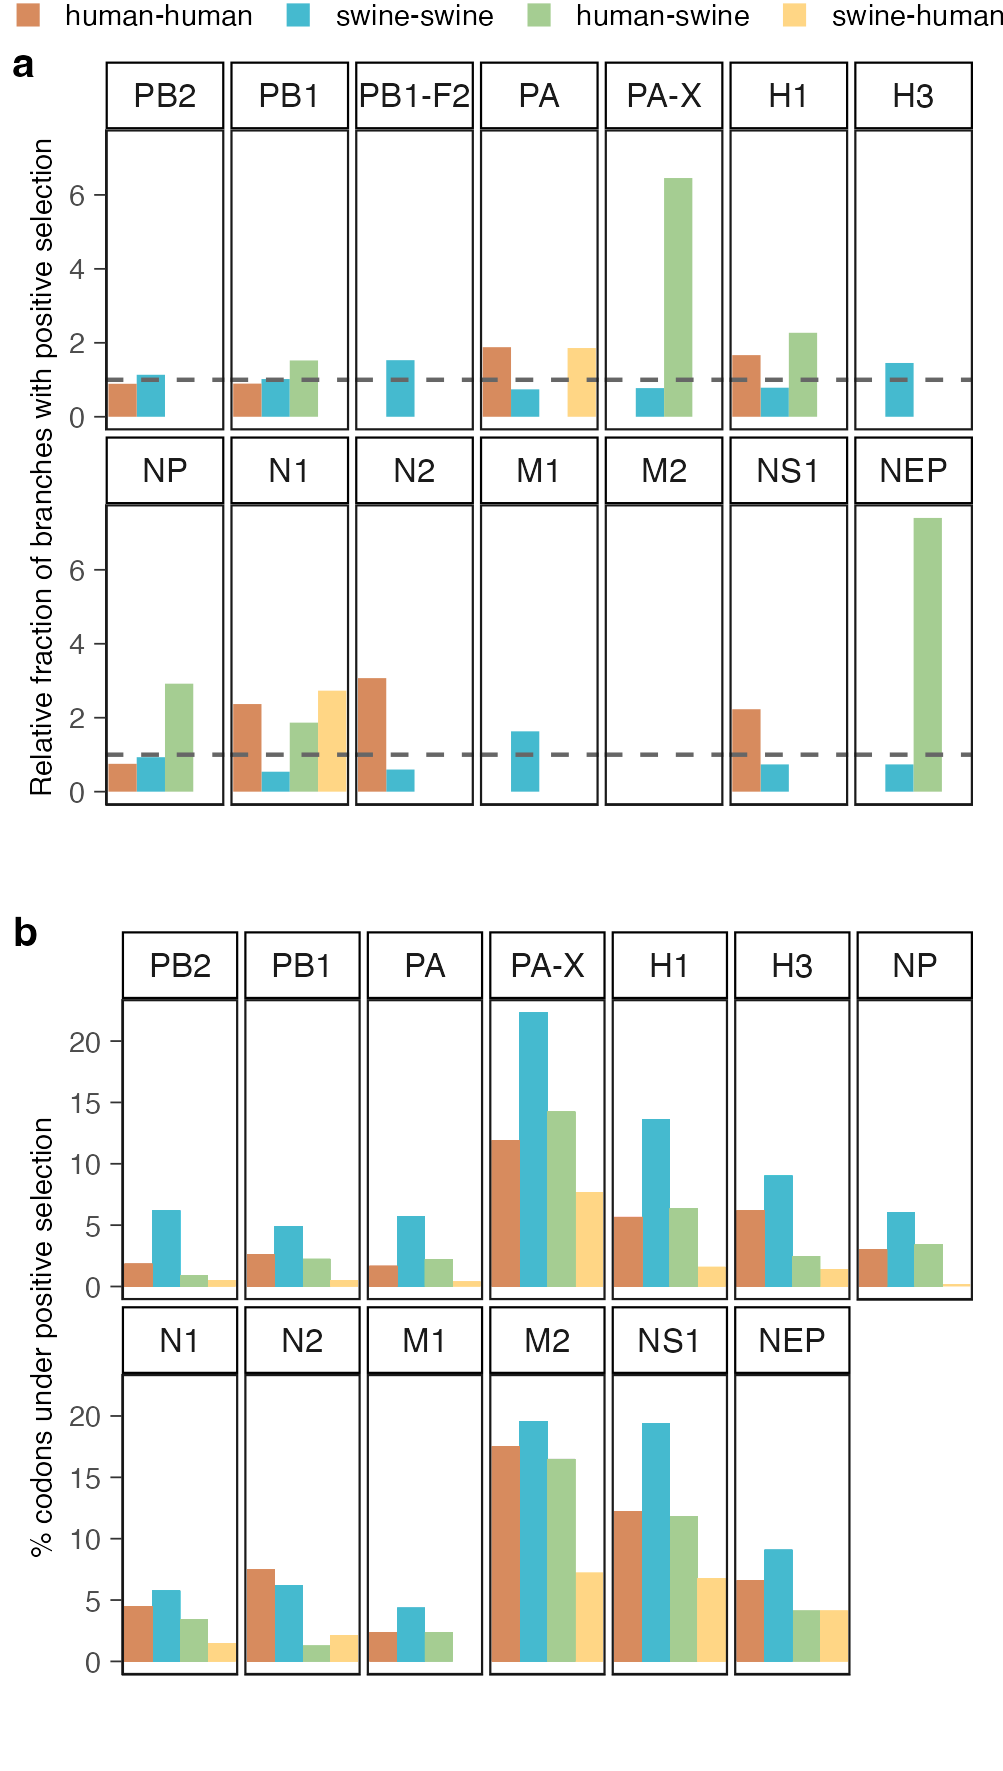 human-human swine-swine human-swine swine-human
a
PB2 PB1 PB1-F2 PA PA-X H1 H3
Relative fraction of branches with positive selection
6
4
2
0
NP N1 N2 M1 M2 NS1 NEP
6
4
2
0
b
PB2 PB1 PA PA-X H1 H3 NP
% codons under positive selection
20
15
10
5
0
N1 N2 M1 M2 NS1 NEP
20
15
10
5
0